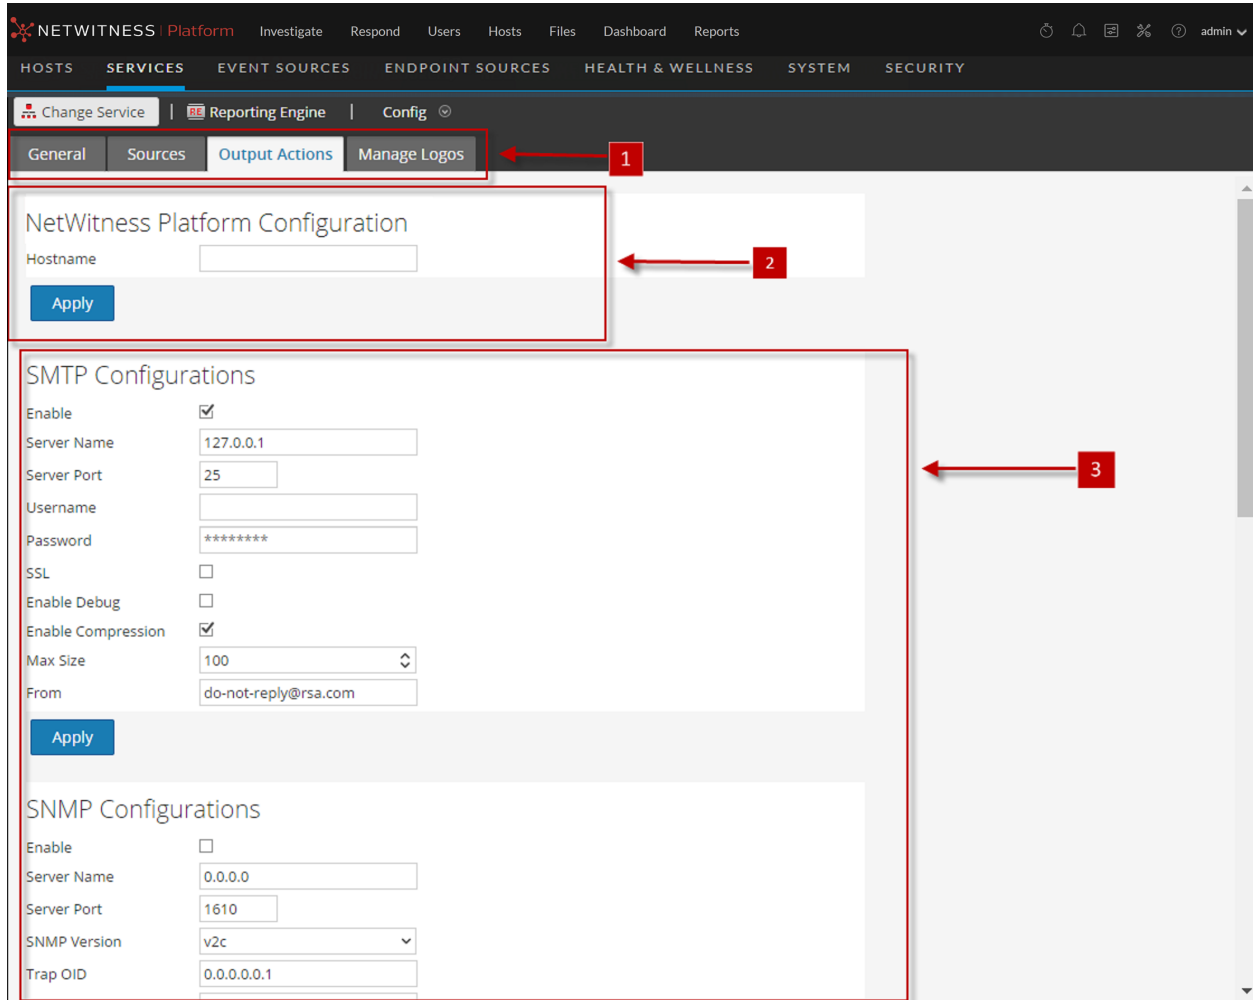 NETWITNESS | Platform Investigate Respond Users Hosts Files Dashboard Reports admin
HOSTS SERVICES EVENT SOURCES ENDPOINT SOURCES HEALTH & WELLNESS SYSTEM SECURITY
Change Service | RE Reporting Engine | Config
General Sources Output Actions Manage Logos
1
NetWitness Platform Configuration
Hostname
2
Apply
SMTP Configurations
Enable
Server Name 127.0.0.1
Server Port 25
3
Username
Password ********
SSL
Enable Debug
Enable Compression
Max Size 100
From do-not-reply@rsa.com
Apply
SNMP Configurations
Enable
Server Name 0.0.0.0
Server Port 1610
SNMP Version v2c
Trap OID 0.0.0.0.0.1